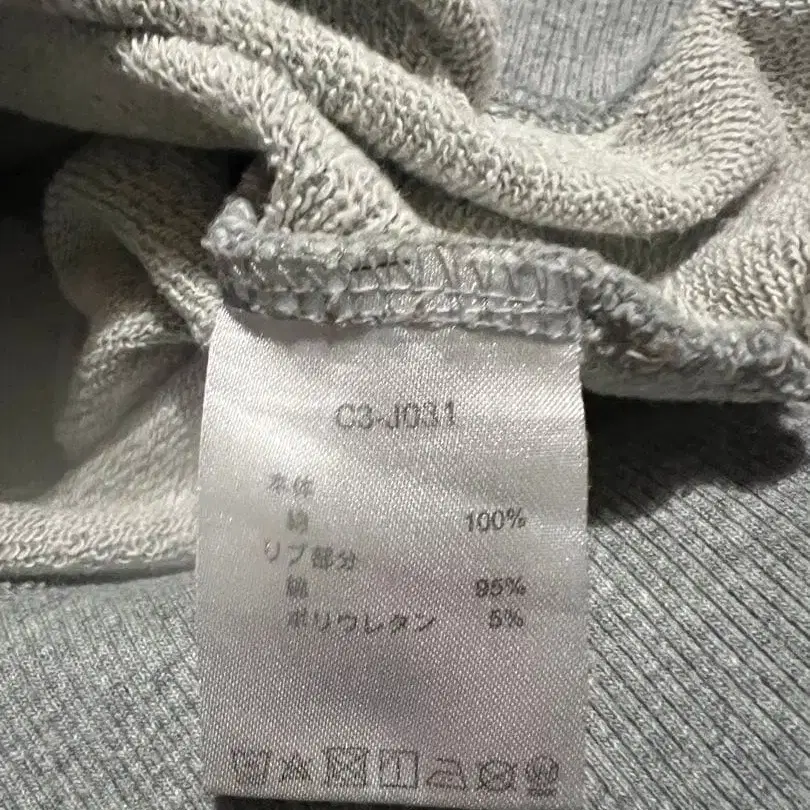 C3-J031
本体
綿 100%
リブ部分
綿 95%
ポリウレタン 5%